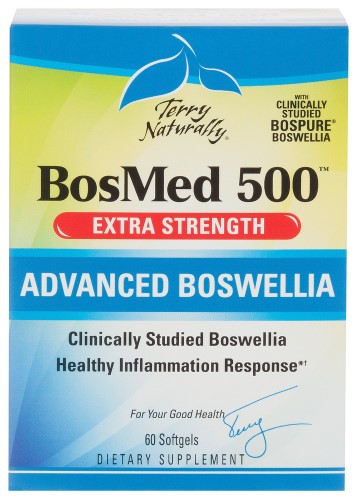 Terry
Naturally®
WITH
CLINICALLY
STUDIED
BOSPURE®
BOSWELLIA
BosMed 500™
EXTRA STRENGTH
ADVANCED BOSWELLIA
Clinically Studied Boswellia
Healthy Inflammation Response*†
For Your Good Health,
Terry
60 Softgels
DIETARY SUPPLEMENT